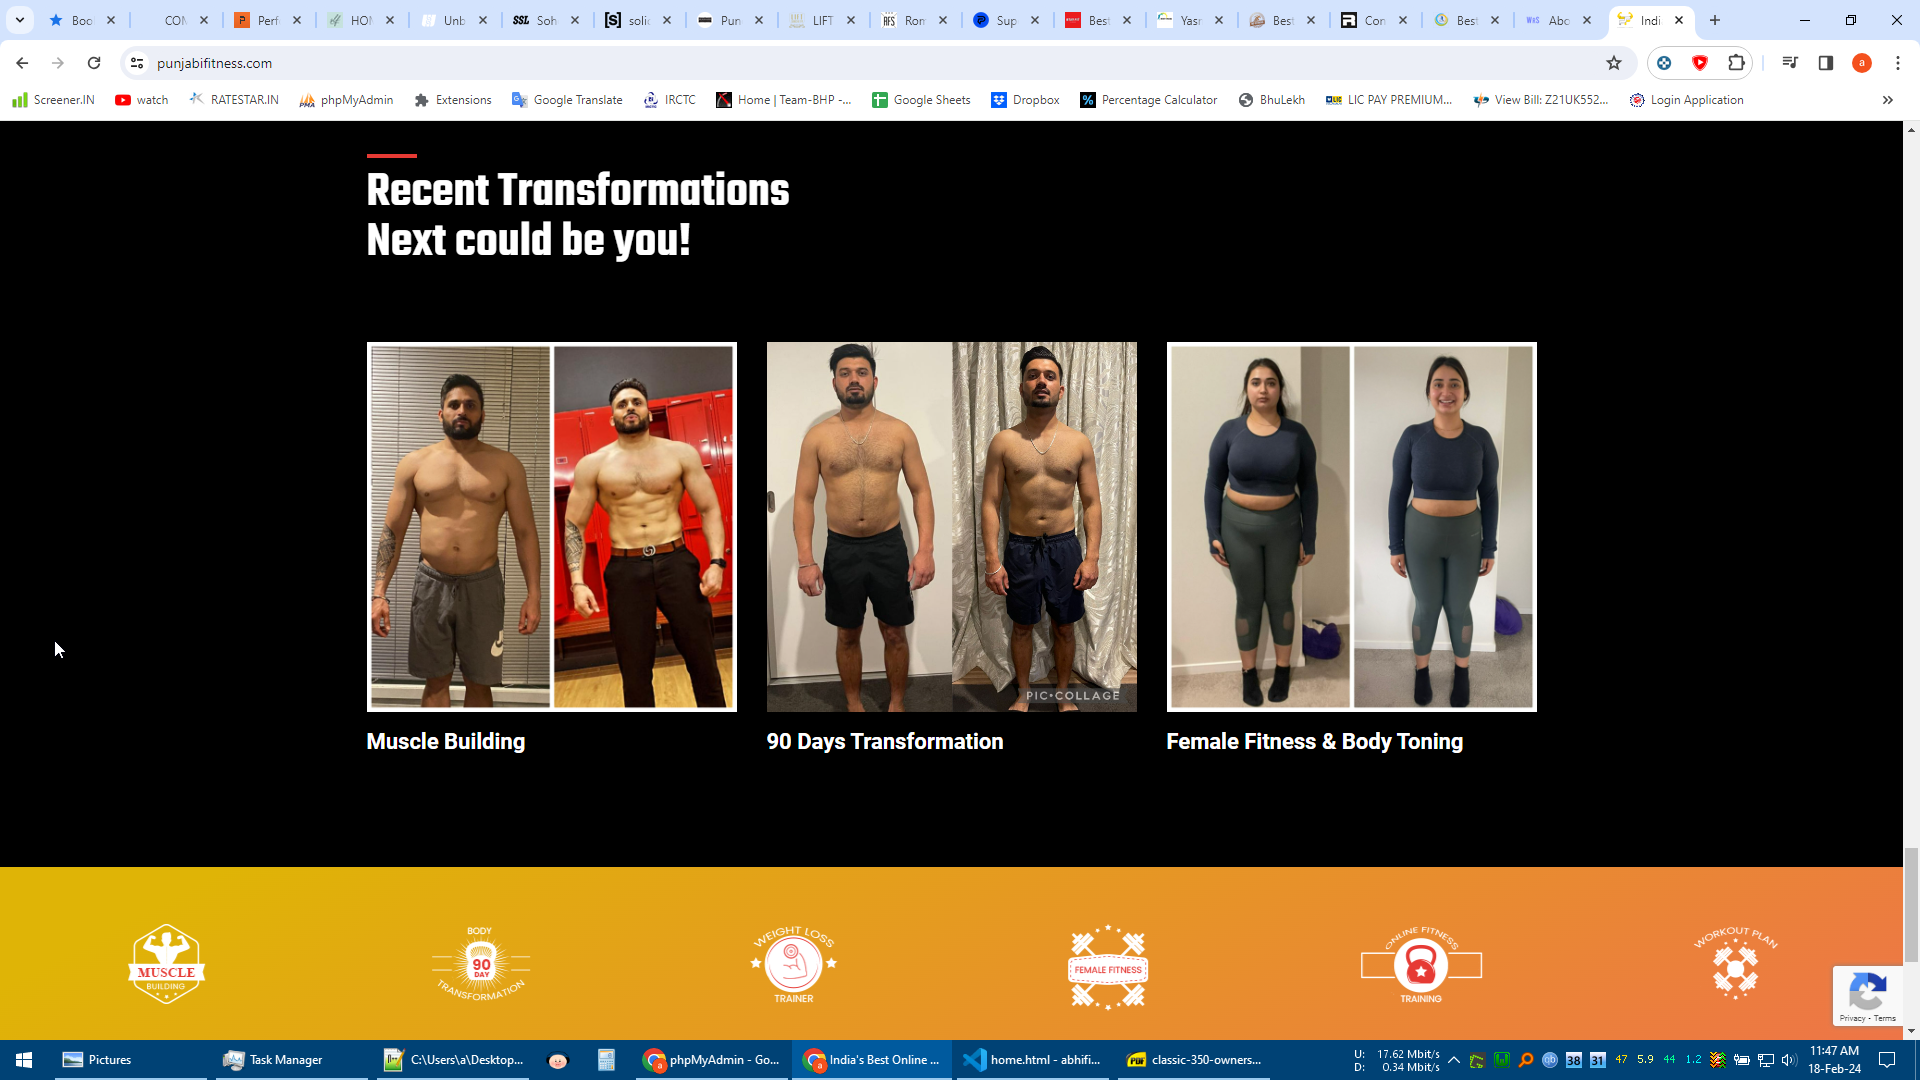 Boo
CON
Perf
HOM
Unb
SSL Soh
[s] solid
Pun
LIFT
RFS Ron
Sup
Best
Yasr
Best
Con
Best
W&S Abo
Indi
punjabifitness.com
a
Screener.IN
watch
RATESTAR.IN
phpMyAdmin
Extensions
Google Translate
IRCTC
Home | Team-BHP -...
Google Sheets
Dropbox
Percentage Calculator
BhuLekh
LIC PAY PREMIUM...
View Bill: Z21UK552...
Login Application
Recent Transformations
Next could be you!
PIC•COLLAGE
Muscle Building
90 Days Transformation
Female Fitness & Body Toning
MUSCLE
BUILDING
BODY
90
DAY
TRANSFORMATION
WEIGHT LOSS
TRAINER
FEMALE FITNESS
ONLINE FITNESS
TRAINING
WORKOUT PLAN
Privacy - Terms
Pictures
Task Manager
C:\Users\a\Desktop...
phpMyAdmin - Go...
India's Best Online ...
home.html - abhifi...
classic-350-owners...
U: 17.62 Mbit/s
D: 0.34 Mbit/s
38
31
47
5.9
44
1.2
11:47 AM
18-Feb-24